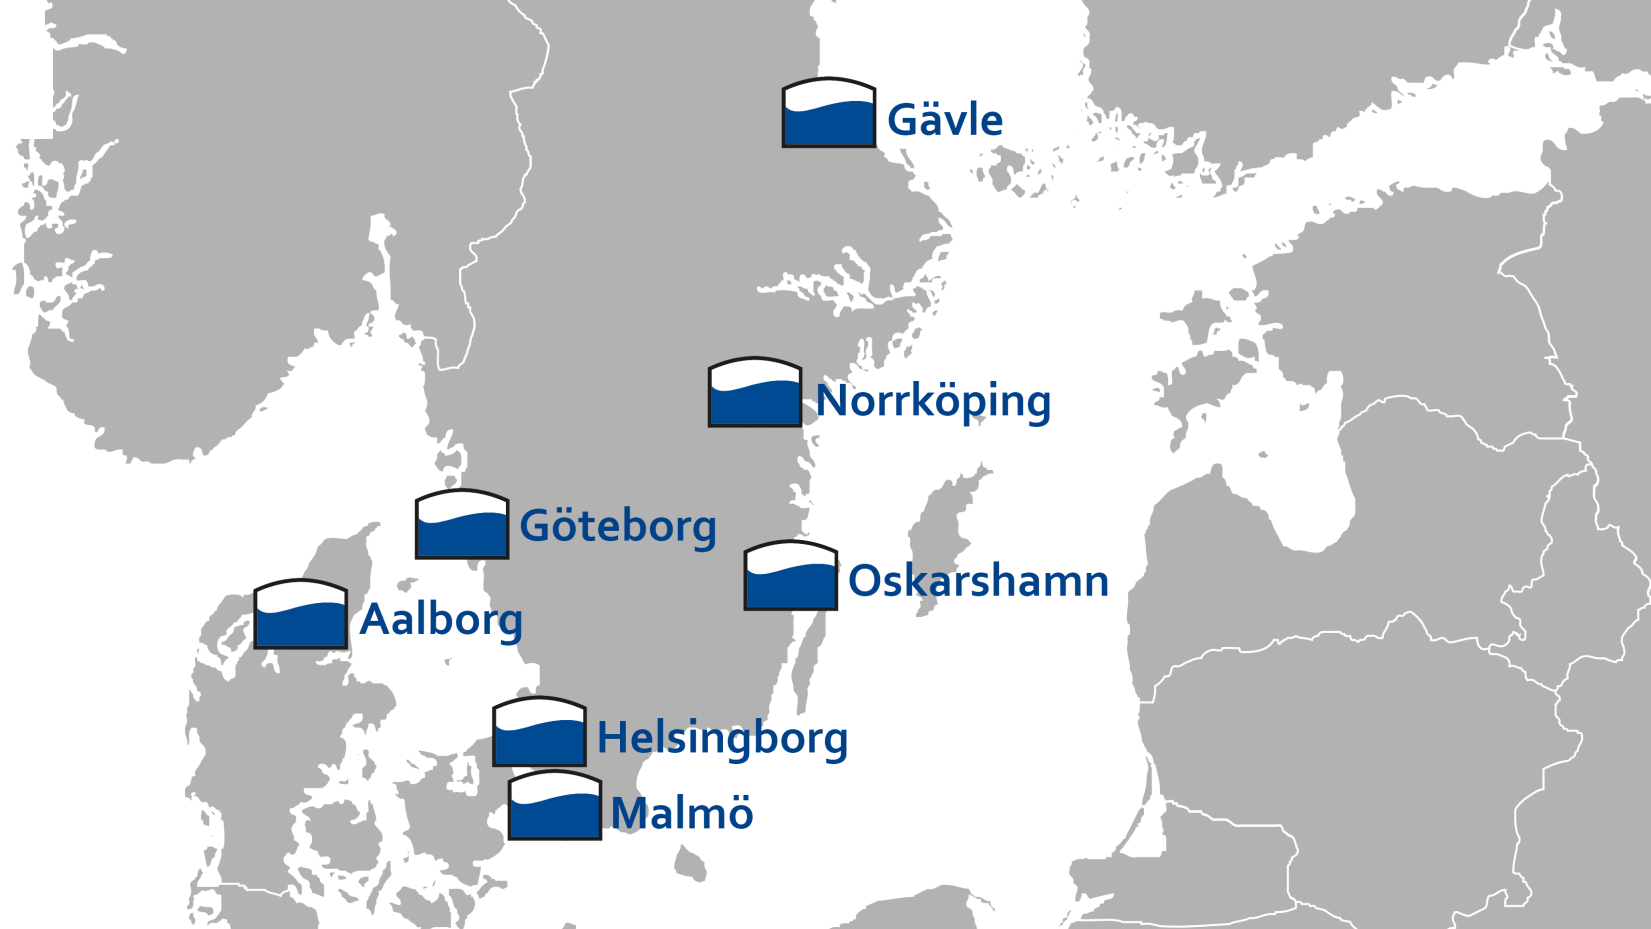 Gävle
Norrköping
Göteborg
Oskarshamn
Aalborg
Helsingborg
Malmö